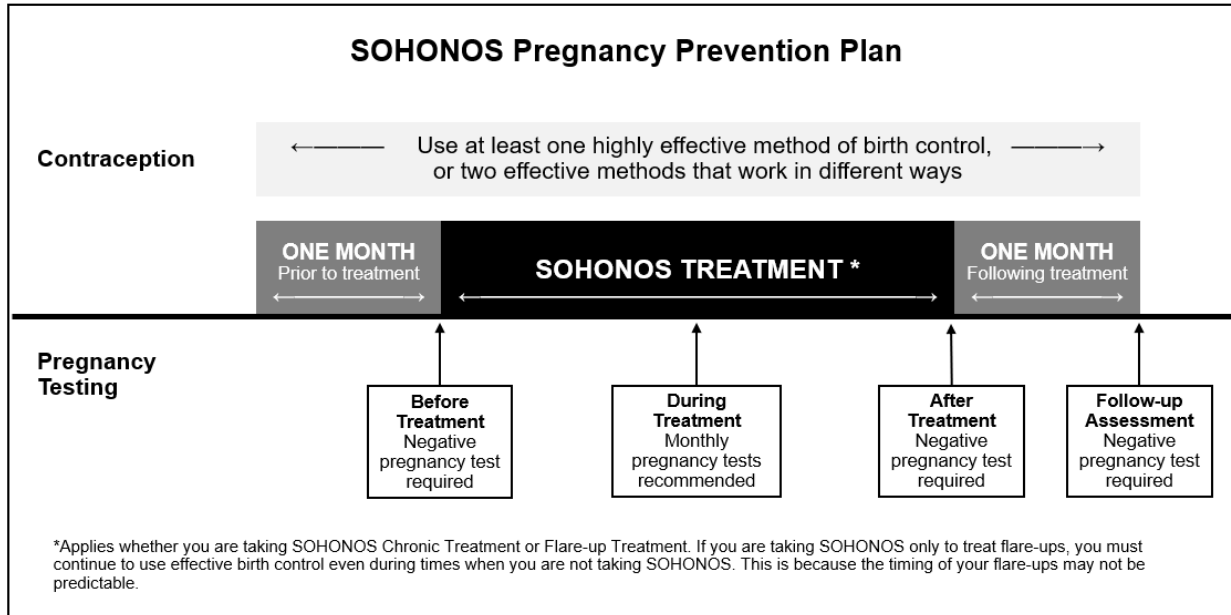 SOHONOS Pregnancy Prevention Plan
Contraception
Use at least one highly effective method of birth control,
or two effective methods that work in different ways
ONE MONTH
Prior to treatment
SOHONOS TREATMENT *
ONE MONTH
Following treatment
Pregnancy
Testing
Before
Treatment
Negative
pregnancy test
required
During
Treatment
Monthly
pregnancy tests
recommended
After
Treatment
Negative
pregnancy test
required
Follow-up
Assessment
Negative
pregnancy test
required
*Applies whether you are taking SOHONOS Chronic Treatment or Flare-up Treatment. If you are taking SOHONOS only to treat flare-ups, you must
continue to use effective birth control even during times when you are not taking SOHONOS. This is because the timing of your flare-ups may not be
predictable.